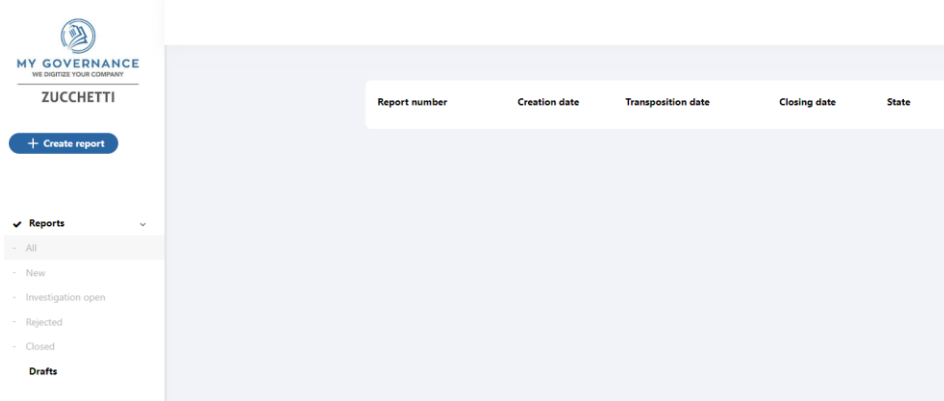 MY GOVERNANCE
WE DIGITIZE YOUR COMPANY
ZUCCHETTI
+ Create report
Reports
- All
- New
- Investigation open
- Rejected
- Closed
Drafts
Report number Creation date Transposition date Closing date State